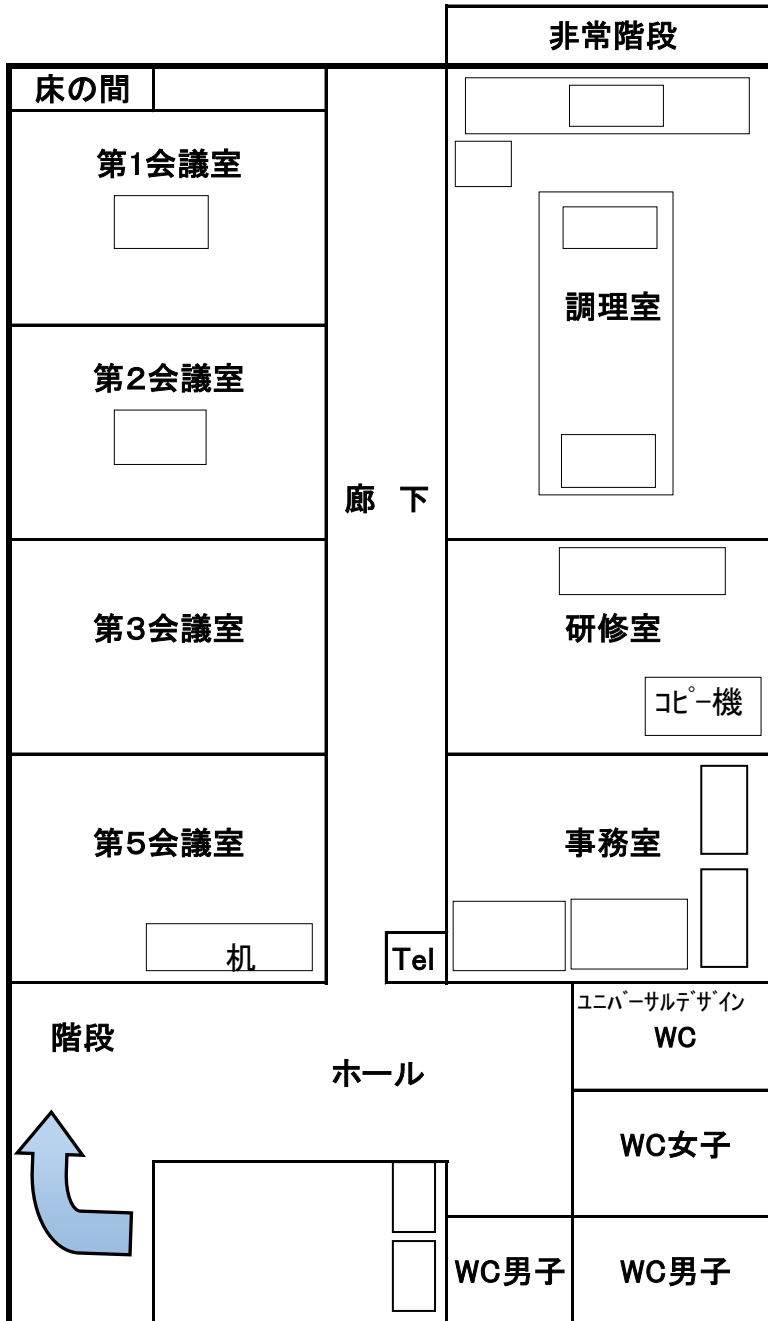 非常階段
床の間
第1会議室
調理室
第2会議室
廊 下
第3会議室
研修室
ｺﾋﾟｰ機
第5会議室
事務室
机
Tel
ﾕﾆﾊﾞｰｻﾙﾃﾞｻﾞｲﾝ
WC
階段
ホール
WC女子
WC男子
WC男子